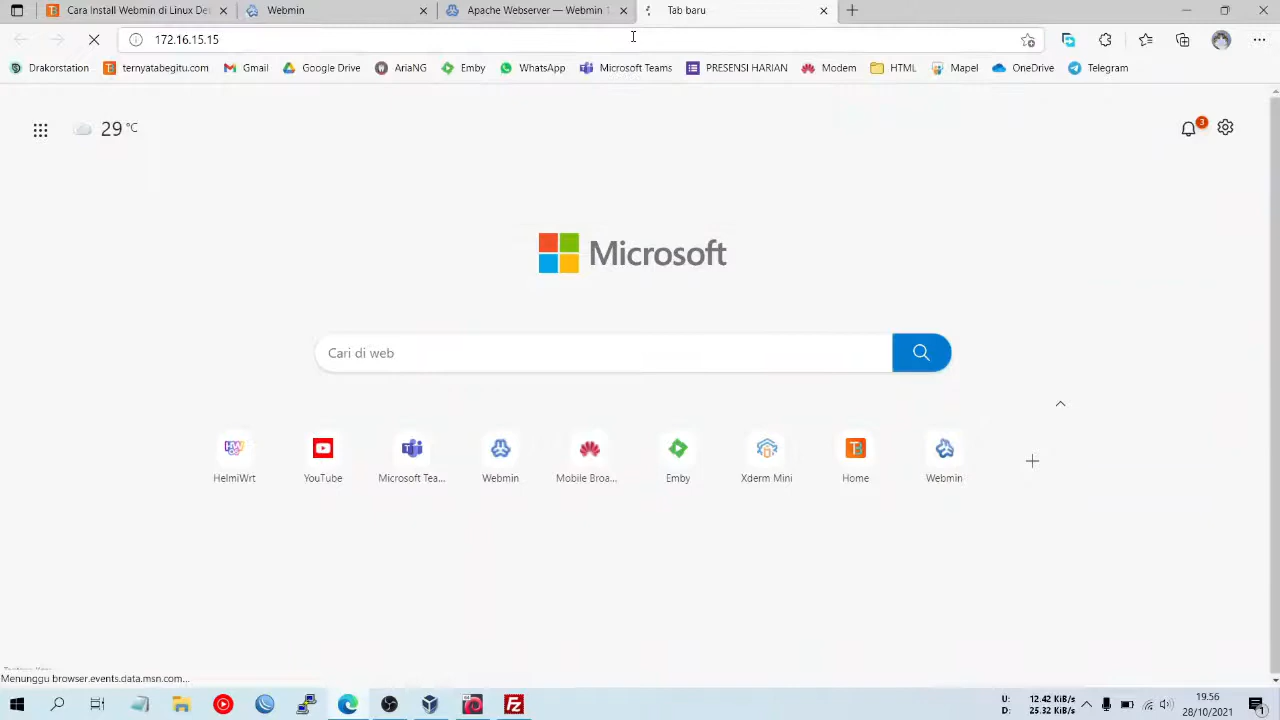 Cara Install Webmin di Linux De
Webmin
Apache Webserver — Webmin 1
Tab baru
172.16.15.15
Drakorstation
ternyatabegitu.com
Gmail
Google Drive
AriaNG
Emby
WhatsApp
Microsoft Teams
PRESENSI HARIAN
Modem
HTML
Mapel
OneDrive
Telegram
29 °C
3
Microsoft
Cari di web
HelmiWrt
YouTube
Microsoft Tea...
Webmin
Mobile Broa...
Emby
Xderm Mini
Home
Webmin
Menunggu browser.events.data.msn.com...
U: 12.42 KiB/s
D: 25.32 KiB/s
19.56
28/10/2021
1